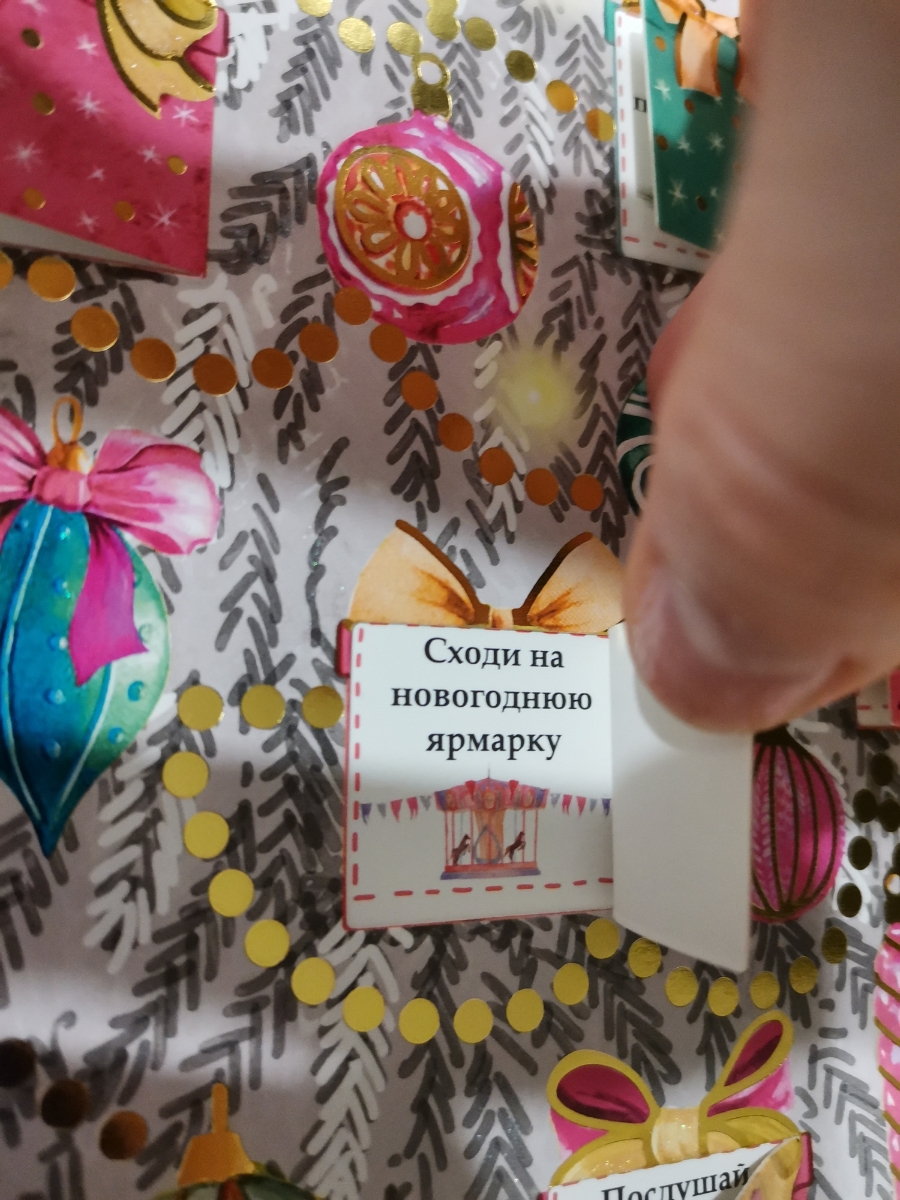 Сходи на
новогоднюю
ярмарку
Послушай